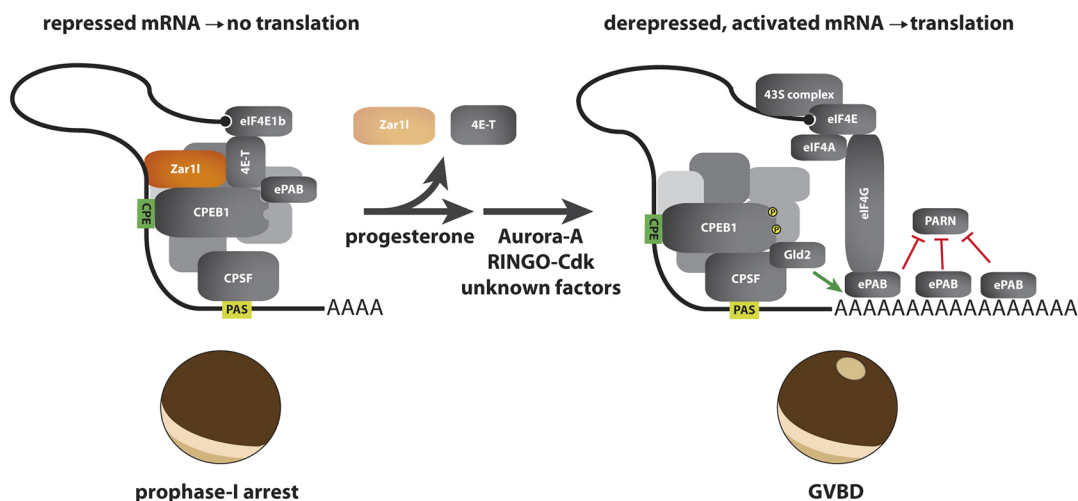 repressed mRNA → no translation
derepressed, activated mRNA → translation
eIF4E1b
4E-T
Zar1l
ePAB
CPEB1
CPE
CPSF
PAS
AAAA
Zar1l
4E-T
progesterone
Aurora-A
RINGO-Cdk
unknown factors
43S complex
eIF4E
eIF4A
eIF4G
PARN
CPEB1
P
P
CPE
Gld2
CPSF
ePAB
ePAB
ePAB
PAS
AAAAAAAAAAAAAAAAA
prophase-I arrest
GVBD